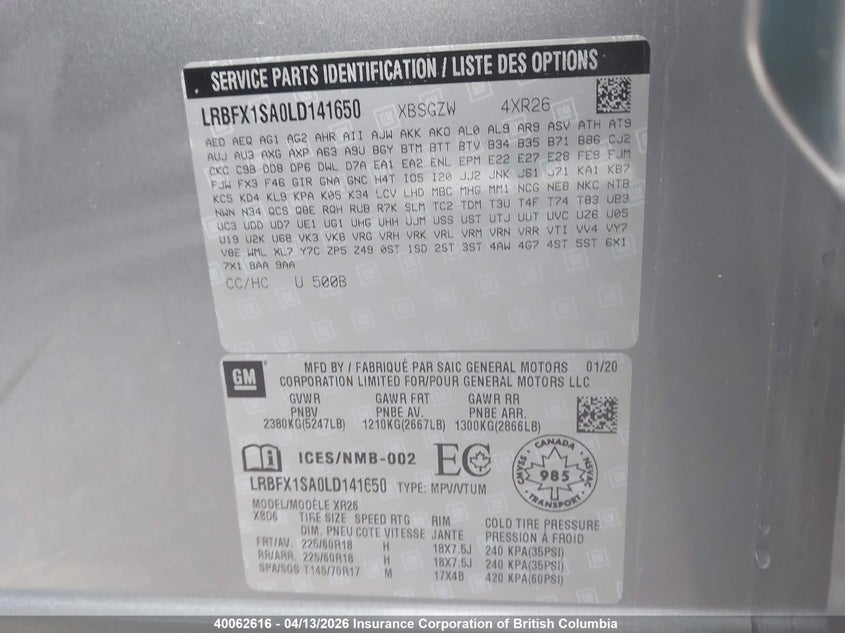 SERVICE PARTS IDENTIFICATION / LISTE DES OPTIONS
LRBFX1SA0LD141650 XBSGZW 4XR26
AED AEQ AG1 AG2 AHR AII AJW AKK AKO AL0 AL9 AR9 ASV ATH AT9
AUJ AU3 AXG AXP A63 A9U BGY BTM BTT BTV B34 B35 B71 B86 CJ2
CKC C9B DD8 DP6 DWL D7A EA1 EA2 ENL EPM E22 E27 E28 FE9 FJM
FJW FX3 F46 G1R GNA GNC H4T IO5 I20 JJ2 JNK J61 J71 KA1 KB7
KC5 KD4 KL9 KPA K05 K34 LCV LHD MBC MHG MM1 NCG NE8 NKC NTB
NWN N34 QCS Q8E RQH RUB R7K SLM TC2 TDM T3U T4F T74 T83 UB3
UC3 UDD UD7 UE1 UG1 UHG UHH UJM USS UST UTJ UUT UVC UZ6 U05
U19 U2K U68 VK3 VKB VRG VRH VRK VRL VRM VRN VRR VTI VV4 VY7
V8E WML XL7 Y7C ZP5 Z49 0ST 1SD 2ST 3ST 4AW 4G7 4ST 5ST 6X1
7X1 8AA 9AA
CC/HC U 500B
GM
MFD BY / FABRIQUÉ PAR SAIC GENERAL MOTORS 01/20
CORPORATION LIMITED FOR/POUR GENERAL MOTORS LLC
GVWR GAWR FRT GAWR RR
PNBV PNBE AV. PNBE ARR.
2380KG(5247LB) 1210KG(2667LB) 1300KG(2866LB)
ICES/NMB-002 EC
CANADA
CMVSS 985 NSVAC
TRANSPORT
LRBFX1SA0LD141650 TYPE: MPV/VTUM
MODEL/MODÈLE XR26
X8D6 TIRE SIZE SPEED RTG RIM COLD TIRE PRESSURE
DIM. PNEU COTE VITESSE JANTE PRESSION À FROID
FRT/AV. 225/60R18 H 18X7.5J 240 KPA(35PSI)
RR/ARR. 225/60R18 H 18X7.5J 240 KPA(35PSI)
SPA/SOS T145/70R17 M 17X4B 420 KPA(60PSI)
40062616 - 04/13/2026 - Insurance Corporation of British Columbia